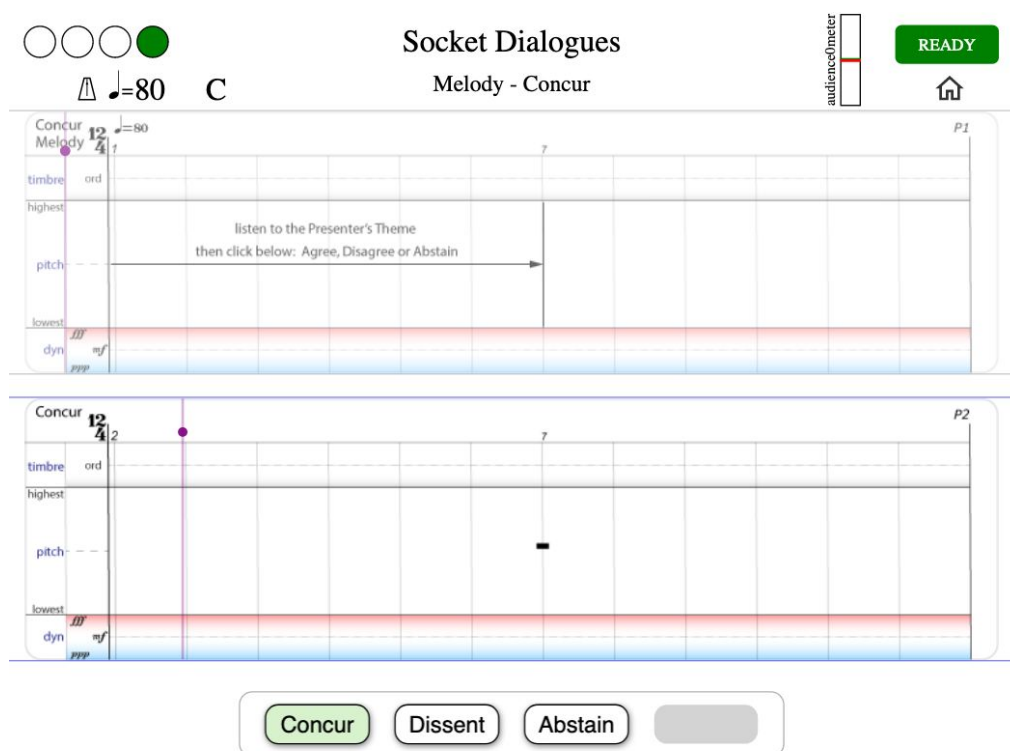 Socket Dialogues
READY
audience0meter
♩=80 C
Melody - Concur
Concur
Melody
12
4
♩=80
P1
1
7
timbre ord
highest
listen to the Presenter's Theme
then click below: Agree, Disagree or Abstain
pitch
lowest
fff
dyn mf
ppp
Concur
12
4
P2
2
7
timbre ord
highest
pitch
lowest
fff
dyn mf
ppp
Concur Dissent Abstain